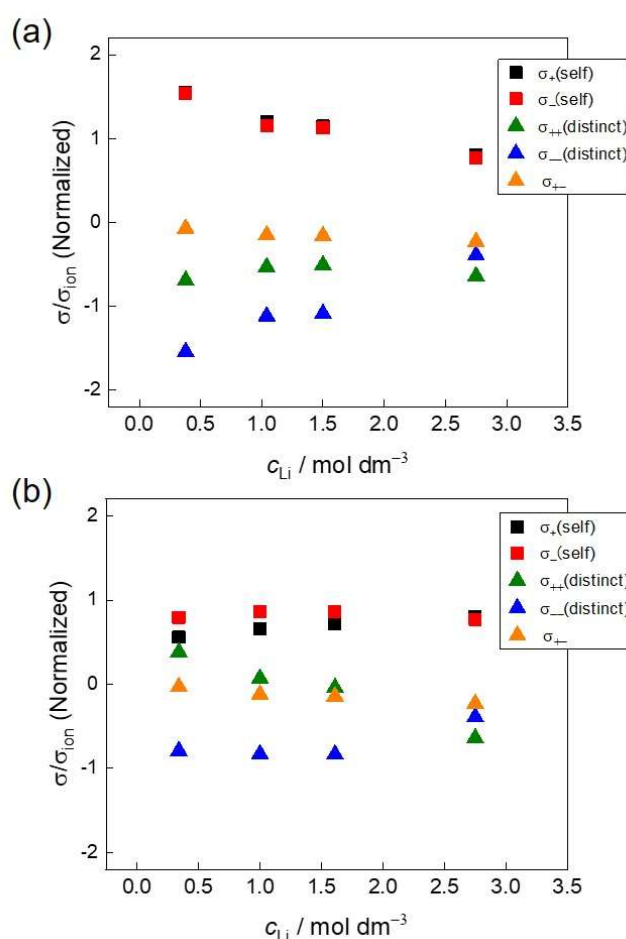 (a)
2
1
0
-1
-2
σ/σion (Normalized)
0.0 0.5 1.0 1.5 2.0 2.5 3.0 3.5
cLi / mol dm−3
σ+(self)
σ−(self)
σ++(distinct)
σ−−(distinct)
σ+−
(b)
2
1
0
-1
-2
σ/σion (Normalized)
0.0 0.5 1.0 1.5 2.0 2.5 3.0 3.5
cLi / mol dm−3
σ+(self)
σ−(self)
σ++(distinct)
σ−−(distinct)
σ+−